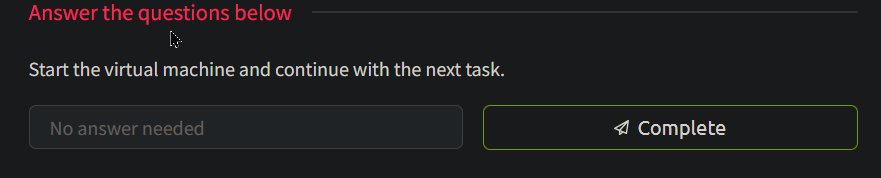 Answer the questions below
Start the virtual machine and continue with the next task.
No answer needed
Complete